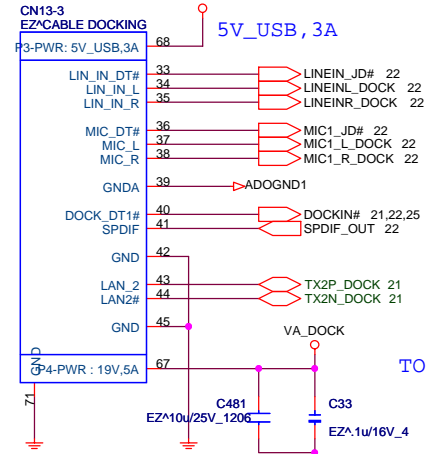 CN13-3
EZ^CABLE DOCKING
5V_USB,3A
P3-PWR: 5V_USB,3A 68
LIN_IN_DT# 33 LINEIN_JD# 22
LIN_IN_L 34 LINEINL_DOCK 22
LIN_IN_R 35 LINEINR_DOCK 22
MIC_DT# 36 MIC1_JD# 22
MIC_L 37 MIC1_L_DOCK 22
MIC_R 38 MIC1_R_DOCK 22
GNDA 39 ADOGND1
DOCK_DT1# 40 DOCKIN# 21,22,25
SPDIF 41 SPDIF_OUT 22
GND 42
LAN_2 43 TX2P_DOCK 21
LAN2# 44 TX2N_DOCK 21
GND 45
VA_DOCK
P4-PWR : 19V,5A 67
TO
GND
71
C481
EZ^10u/25V_1206
C33
EZ^.1u/16V_4